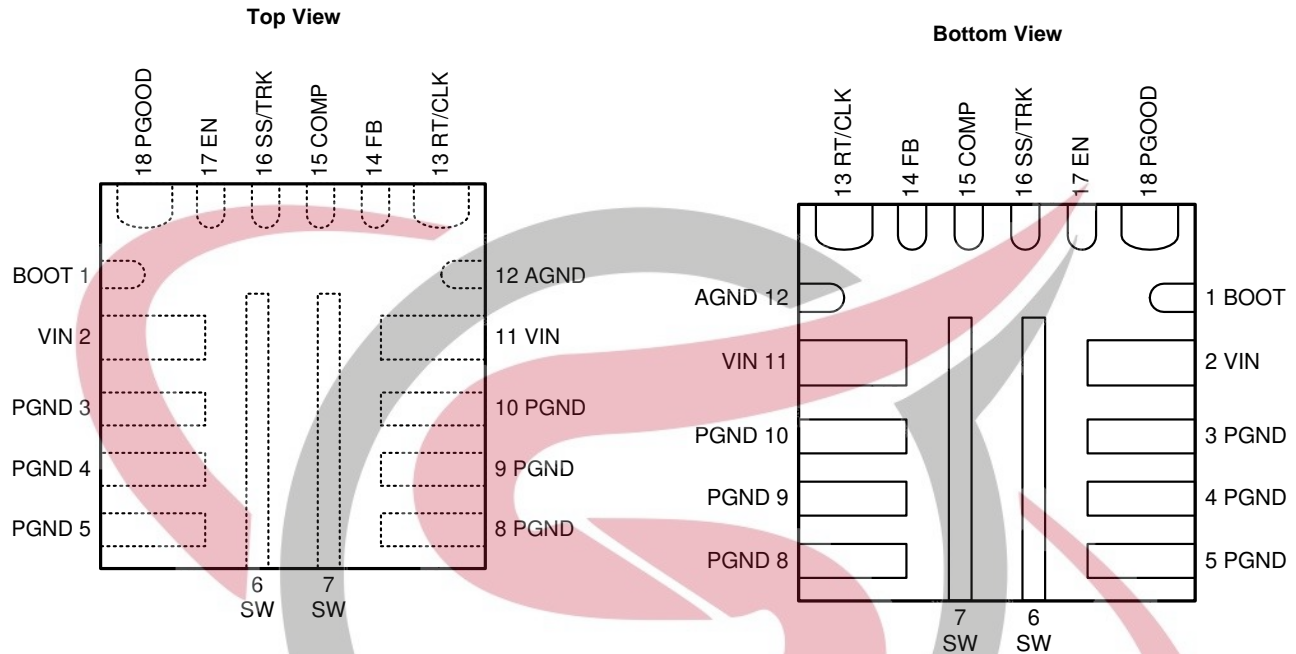 Top View
18 PGOOD
17 EN
16 SS/TRK
15 COMP
14 FB
13 RT/CLK
BOOT 1
12 AGND
VIN 2
11 VIN
PGND 3
10 PGND
PGND 4
9 PGND
PGND 5
8 PGND
6
SW
7
SW
Bottom View
13 RT/CLK
14 FB
15 COMP
16 SS/TRK
17 EN
18 PGOOD
AGND 12
1 BOOT
VIN 11
2 VIN
PGND 10
3 PGND
PGND 9
4 PGND
PGND 8
5 PGND
7
SW
6
SW